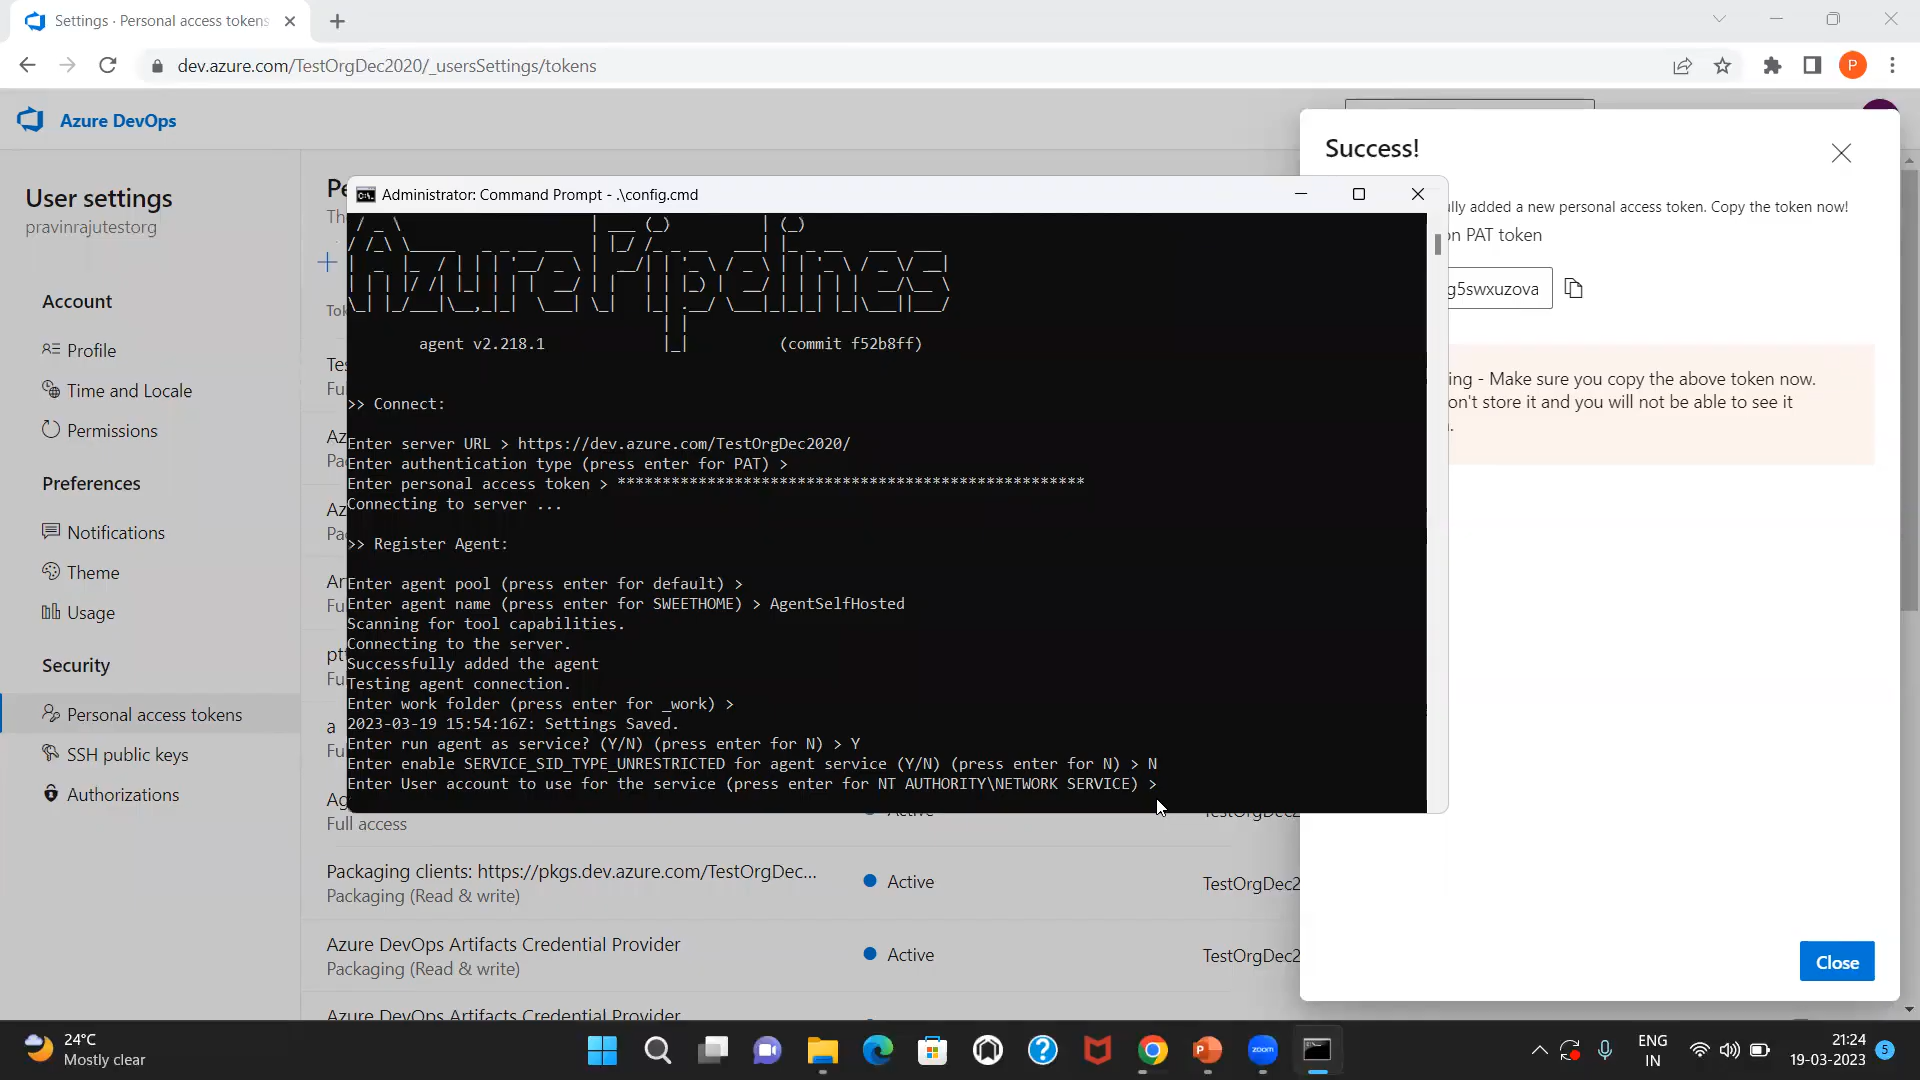 Settings · Personal access tokens
dev.azure.com/TestOrgDec2020/_usersSettings/tokens
P
Azure DevOps
User settings
pravinrajutestorg
Account
Profile
Time and Locale
Permissions
Preferences
Notifications
Theme
Usage
Security
Personal access tokens
SSH public keys
Authorizations
Administrator: Command Prompt - .\config.cmd
AzurePipelines
agent v2.218.1 (commit f52b8ff)
>> Connect:
Enter server URL > https://dev.azure.com/TestOrgDec2020/
Enter authentication type (press enter for PAT) >
Enter personal access token > ****************************************************
Connecting to server ...
>> Register Agent:
Enter agent pool (press enter for default) >
Enter agent name (press enter for SWEETHOME) > AgentSelfHosted
Scanning for tool capabilities.
Connecting to the server.
Successfully added the agent
Testing agent connection.
Enter work folder (press enter for _work) >
2023-03-19 15:54:16Z: Settings Saved.
Enter run agent as service? (Y/N) (press enter for N) > Y
Enter enable SERVICE_SID_TYPE_UNRESTRICTED for agent service (Y/N) (press enter for N) > N
Enter User account to use for the service (press enter for NT AUTHORITY\NETWORK SERVICE) >
Full access
Packaging clients: https://pkgs.dev.azure.com/TestOrgDec...
Packaging (Read & write)
Active
TestOrgDec2
Azure DevOps Artifacts Credential Provider
Packaging (Read & write)
Active
TestOrgDec2
Azure DevOps Artifacts Credential Provider
Success!
lly added a new personal access token. Copy the token now!
on PAT token
g5swxuzova
ing - Make sure you copy the above token now.
on't store it and you will not be able to see it
Close
24°C
Mostly clear
zoom
ENG
IN
21:24
19-03-2023
5